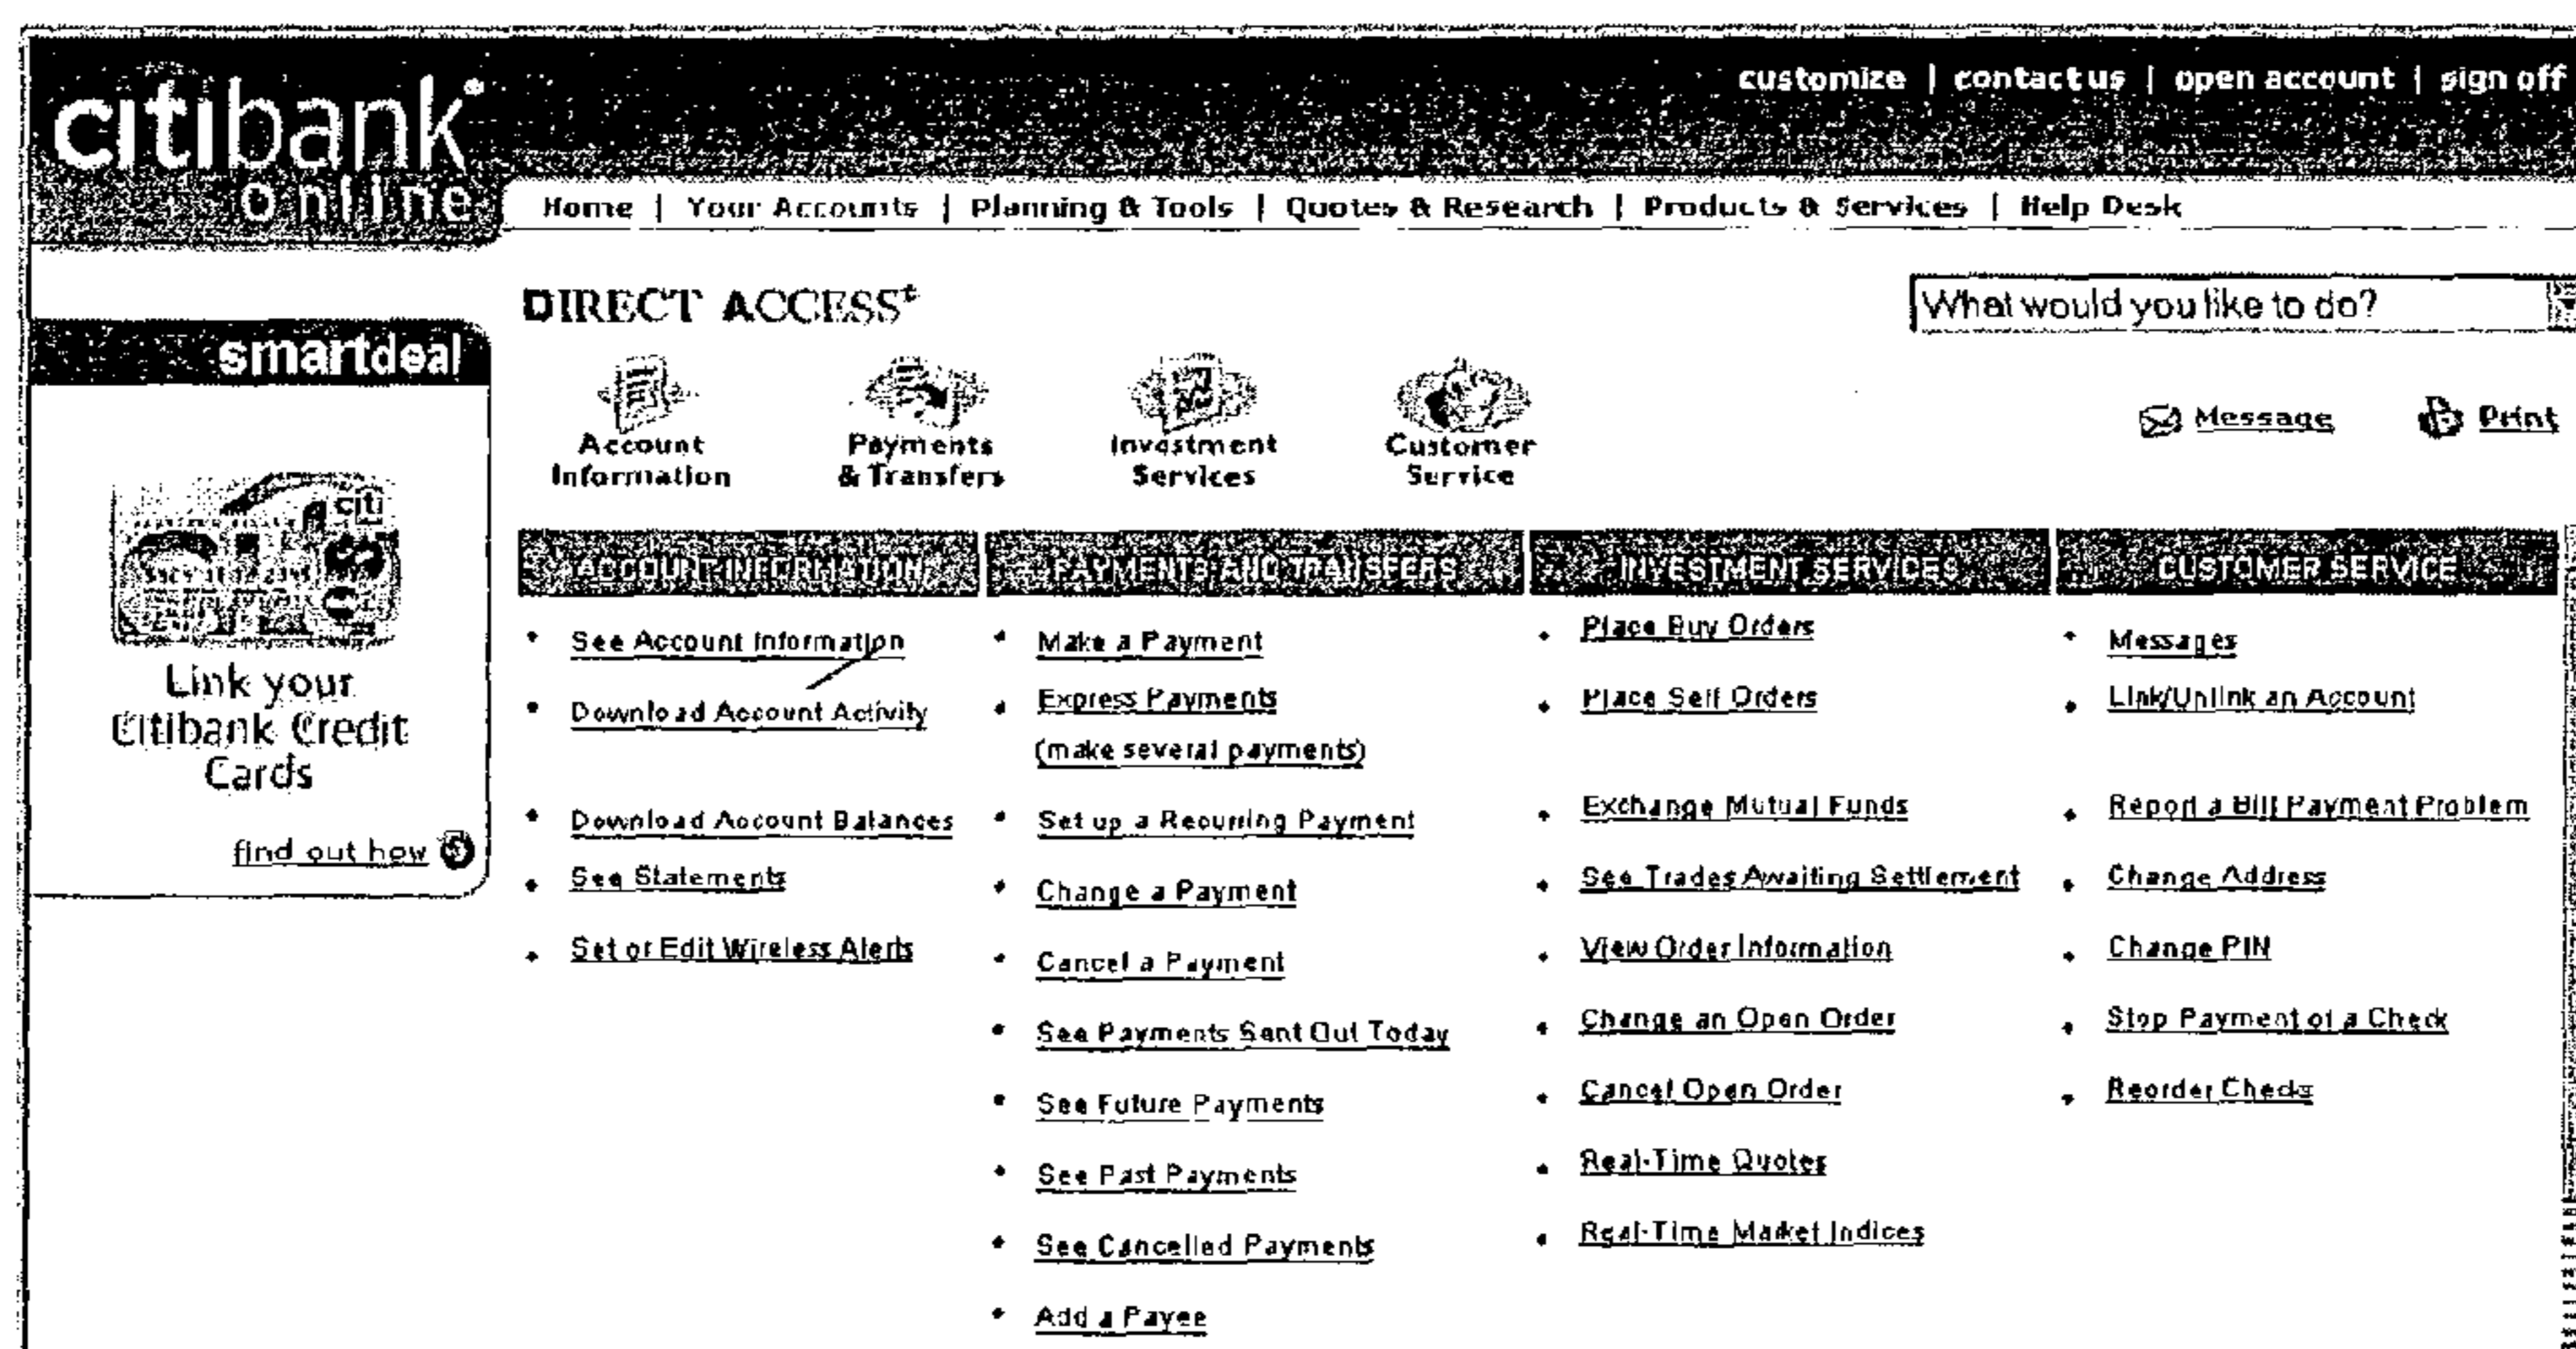 customize | contact us | open account | sign off
citibank
online
Home | Your Accounts | Planning & Tools | Quotes & Research | Products & Services | Help Desk
DIRECT ACCESS
What would you like to do?
smartdeal
Account Information
Payments & Transfers
Investment Services
Customer Service
Message
Print
citi
Link your
Citibank Credit
Cards
find out how
ACCOUNT INFORMATION
See Account Information
Download Account Activity
Download Account Balances
See Statements
Set or Edit Wireless Alerts
PAYMENTS AND TRANSFERS
Make a Payment
Express Payments
(make several payments)
Set up a Recurring Payment
Change a Payment
Cancel a Payment
See Payments Sent Out Today
See Future Payments
See Past Payments
See Cancelled Payments
Add a Payee
INVESTMENT SERVICES
Place Buy Orders
Place Sell Orders
Exchange Mutual Funds
See Trades Awaiting Settlement
View Order Information
Change an Open Order
Cancel Open Order
Real-Time Quotes
Real-Time Market Indices
CUSTOMER SERVICE
Messages
Link/Unlink an Account
Report a Bill Payment Problem
Change Address
Change PIN
Stop Payment of a Check
Reorder Checks